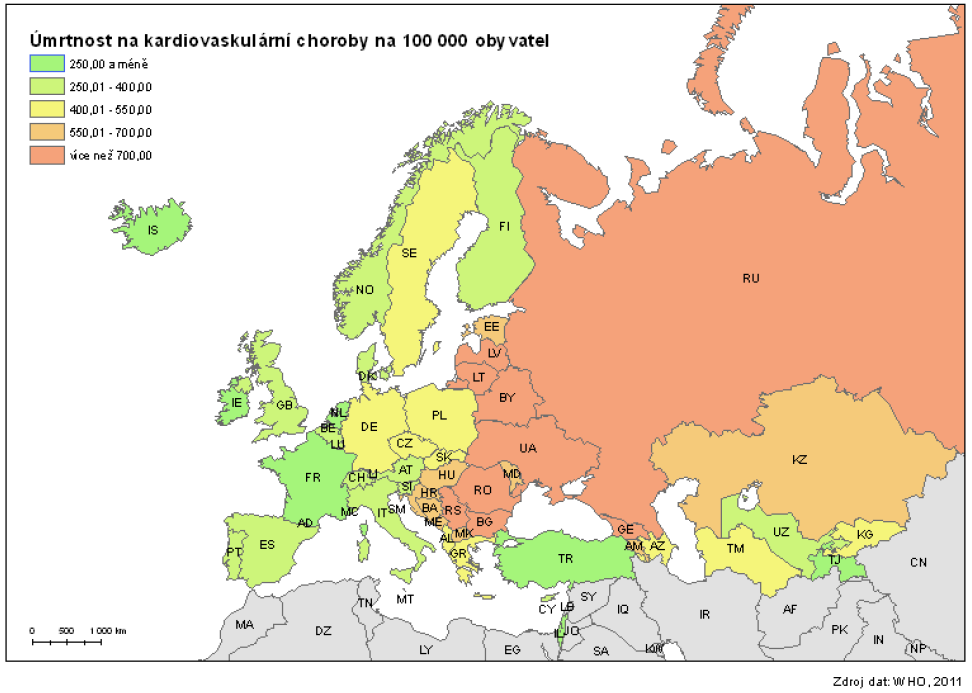 Úmrtnost na kardiovaskulární choroby na 100 000 obyvatel
250,00 a méně
250,01 - 400,00
400,01 - 550,00
550,01 - 700,00
více než 700,00
IS
FI
SE
NO
RU
EE
LV
LT
DK
BY
IE
GB
NL
BE
DE
PL
LU
CZ
UA
SK
KZ
FR
CH
LI
AT
HU
MD
SI
RO
HR
BA
RS
MC
IT
SM
ME
BG
AD
MK
GE
UZ
KG
PT
ES
AL
GR
AM
AZ
TM
TJ
TR
CN
MT
CY
LB
SY
IQ
IR
AF
TN
MA
DZ
IL
JO
PK
IN
LY
EG
SA
KW
NP
0 500 1 000 km
Zdroj dat: WHO, 2011